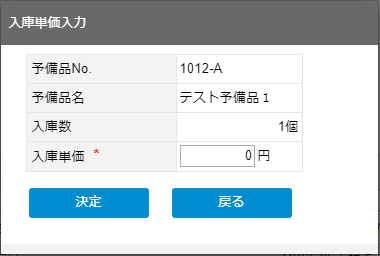 入庫単価入力
予備品No. 1012-A
予備品名 テスト予備品1
入庫数 1個
入庫単価 * 0 円
決定 戻る